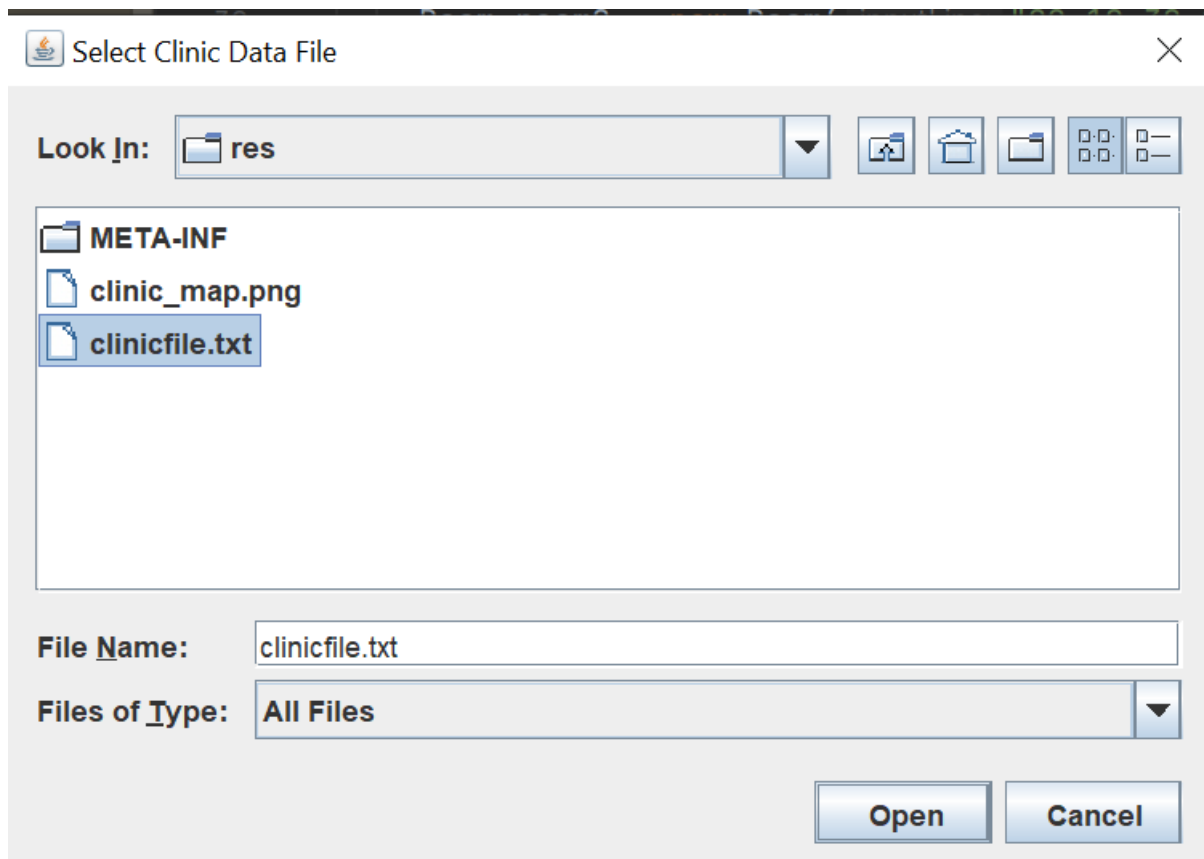 Select Clinic Data File
Look In: res
META-INF
clinic_map.png
clinicfile.txt
File Name: clinicfile.txt
Files of Type: All Files
Open Cancel